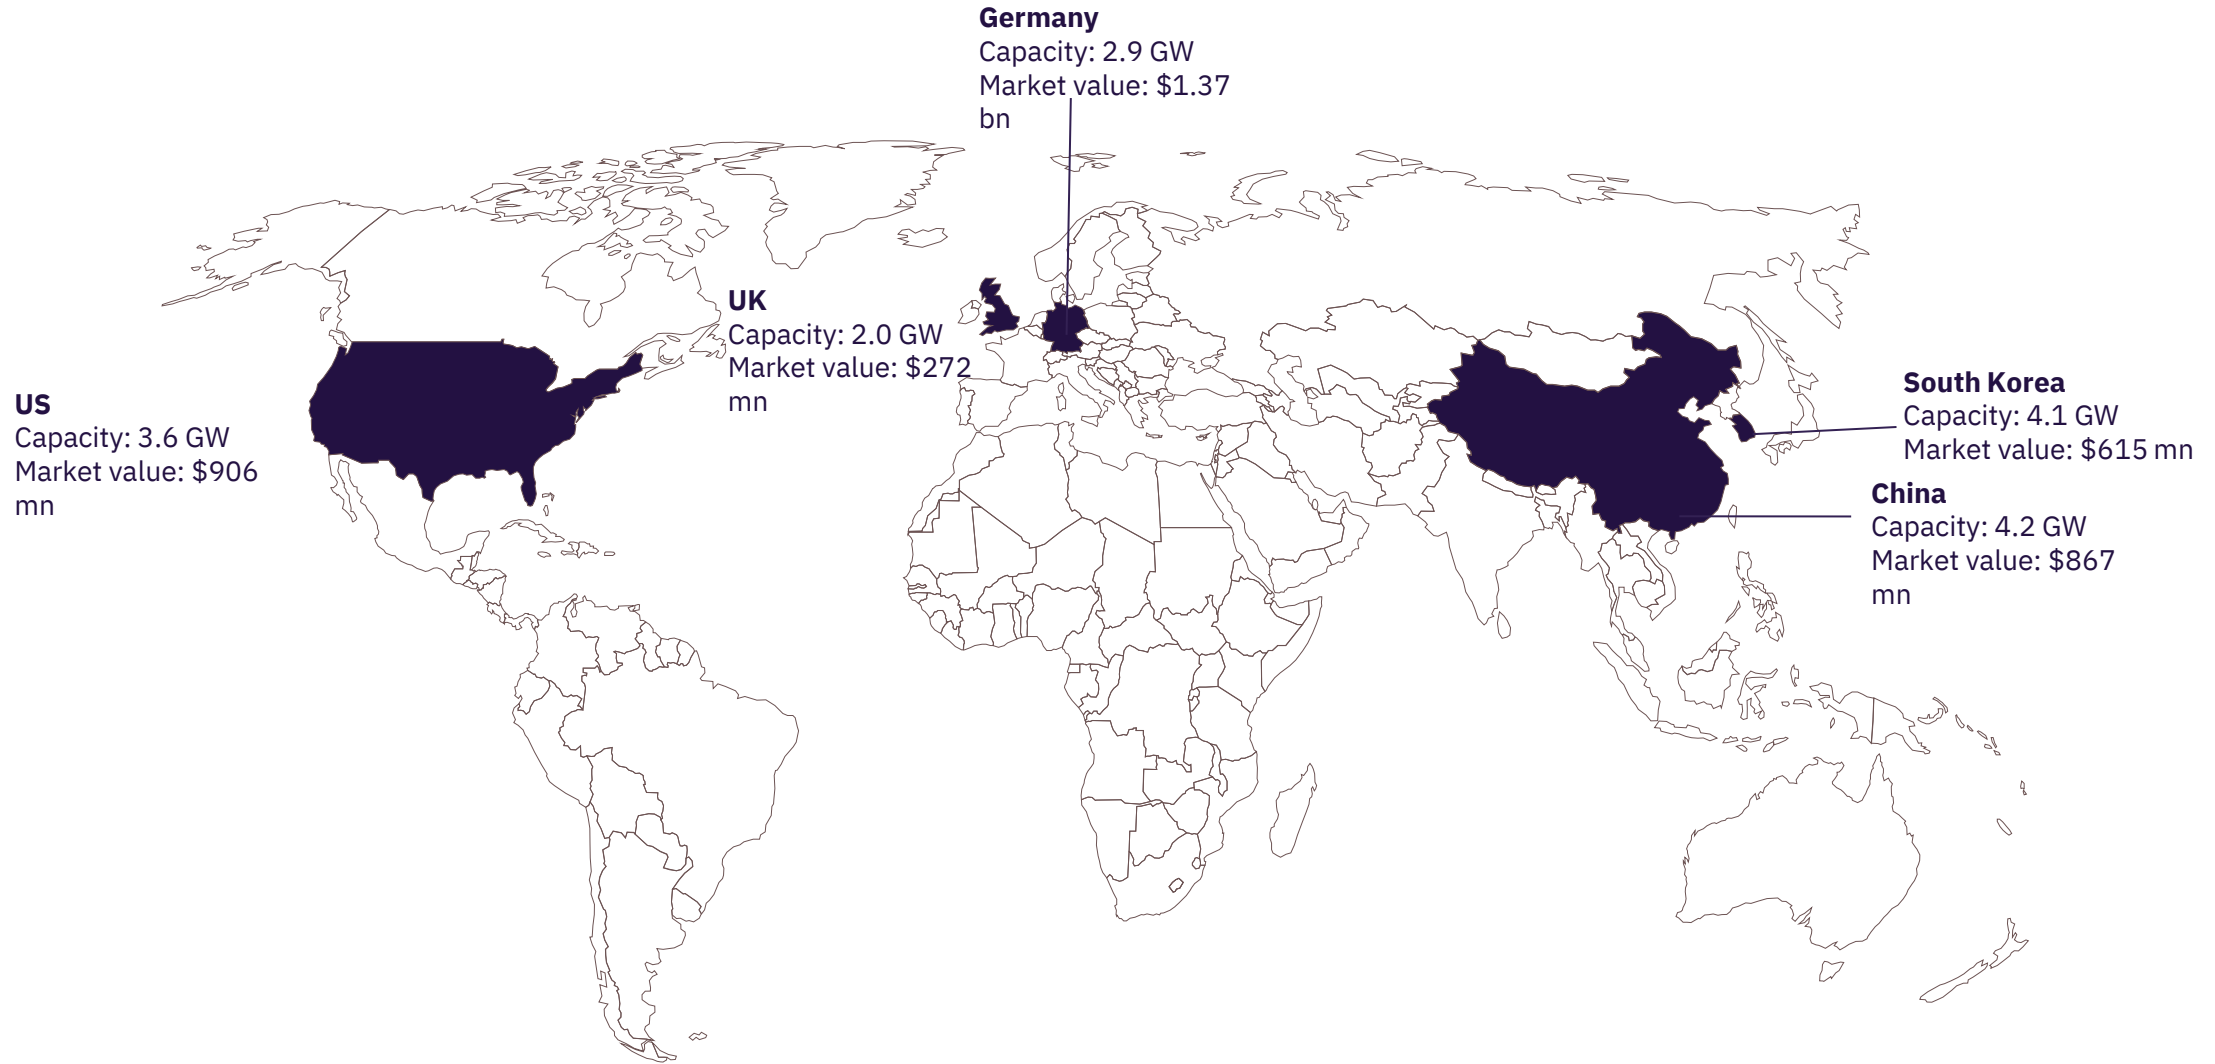 Germany
Capacity: 2.9 GW
Market value: $1.37
bn
UK
Capacity: 2.0 GW
Market value: $272
mn
US
Capacity: 3.6 GW
Market value: $906
mn
South Korea
Capacity: 4.1 GW
Market value: $615 mn
China
Capacity: 4.2 GW
Market value: $867
mn